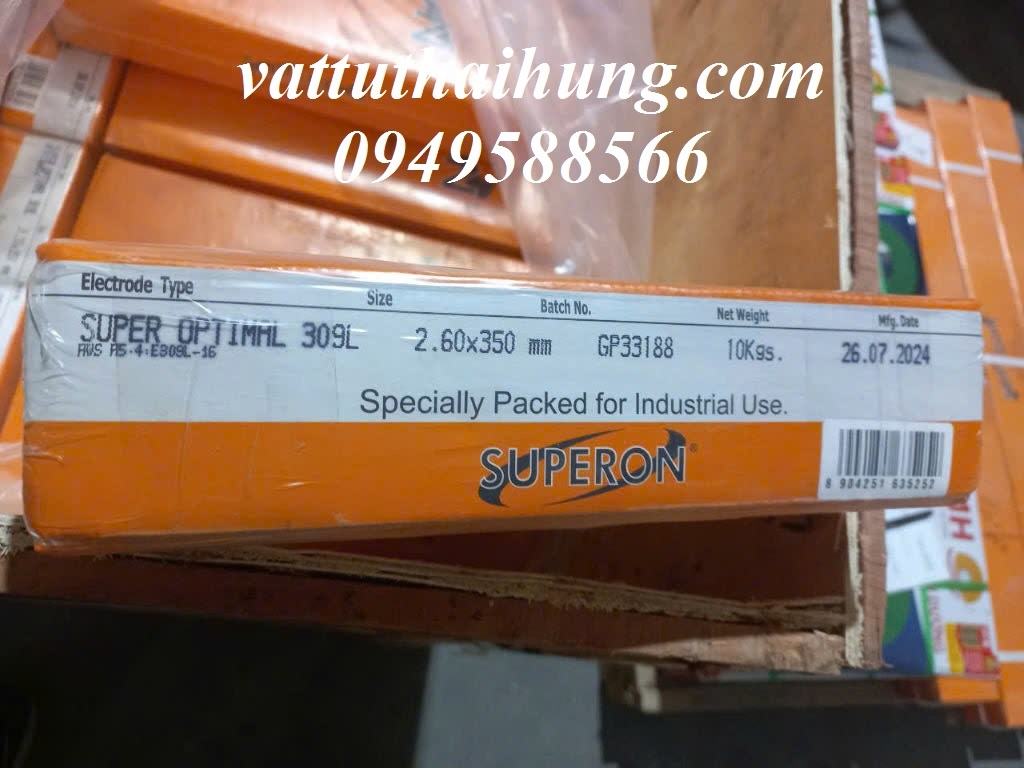 vattuthaihung.com
0949588566
Electrode Type Size Batch No. Net Weight Mfg. Date
SUPER OPTIMAL 309L 2.60x350 mm GP33188 10Kgs. 26.07.2024
AWS A5.4:E309L-16
Specially Packed for Industrial Use.
SUPERON®
8 904251 635252